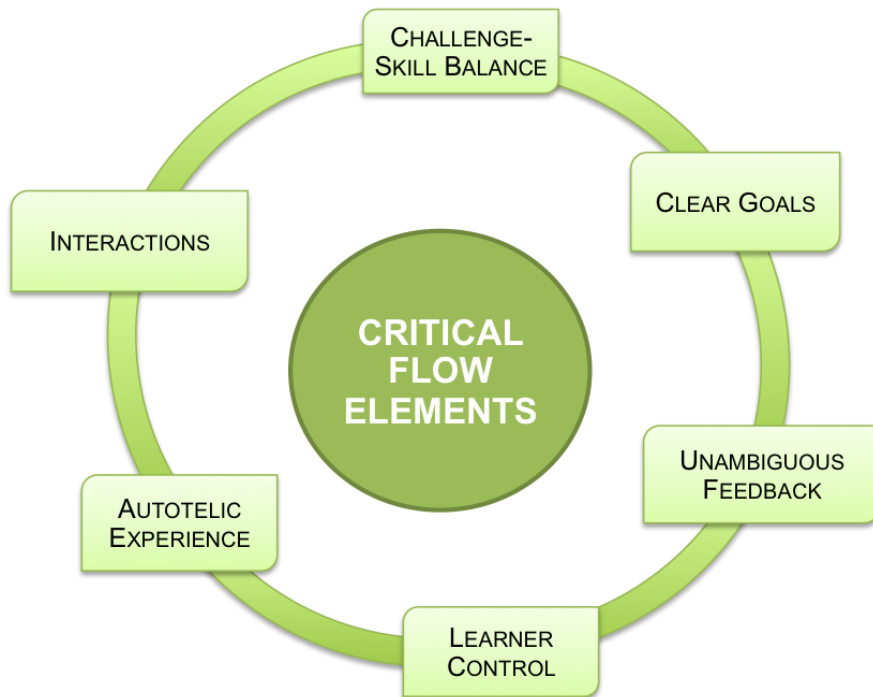 CHALLENGE-
SKILL BALANCE
CLEAR GOALS
UNAMBIGUOUS
FEEDBACK
LEARNER
CONTROL
AUTOTELIC
EXPERIENCE
INTERACTIONS
CRITICAL
FLOW
ELEMENTS